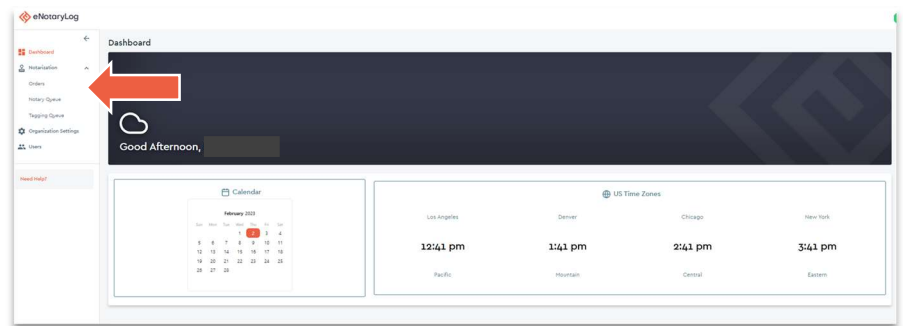 eNotaryLog
Dashboard
Dashboard
Notarization
Orders
Notary Queue
Tagging Queue
Organization Settings
Users
Need Help?
Good Afternoon,
Calendar
February 2023
Sun Mon Tue Wed Thu Fri Sat
1 2 3 4
5 6 7 8 9 10 11
12 13 14 15 16 17 18
19 20 21 22 23 24 25
26 27 28
US Time Zones
Los Angeles Denver Chicago New York
12:41 pm 1:41 pm 2:41 pm 3:41 pm
Pacific Mountain Central Eastern